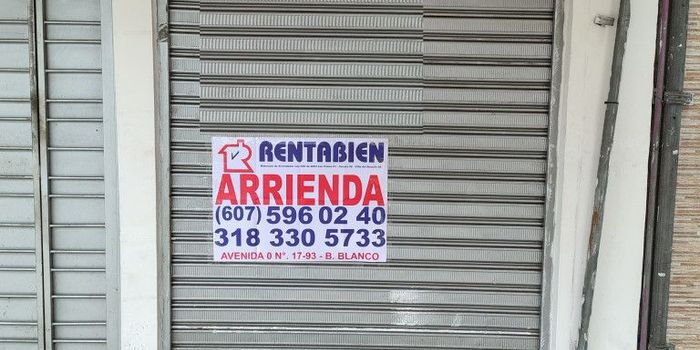 RENTABIEN
ARRIENDA
(607) 596 02 40
318 330 5733
AVENIDA 0 N°. 17-93 - B. BLANCO